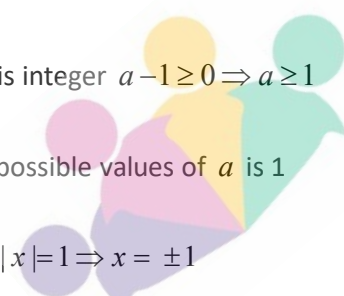 is integer a−1≥0⇒a≥1
possible values of a is 1
|x|=1⇒x= ±1